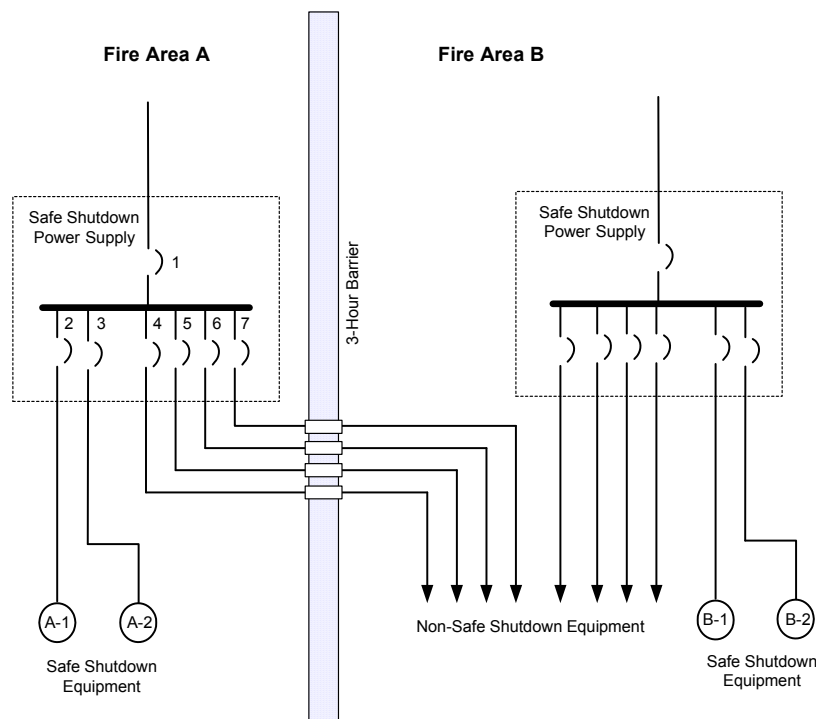 Fire Area A
Fire Area B
Safe Shutdown
Power Supply
1
2
3
4
5
6
7
3-Hour Barrier
Safe Shutdown
Power Supply
A-1
A-2
Safe Shutdown
Equipment
Non-Safe Shutdown Equipment
B-1
B-2
Safe Shutdown
Equipment